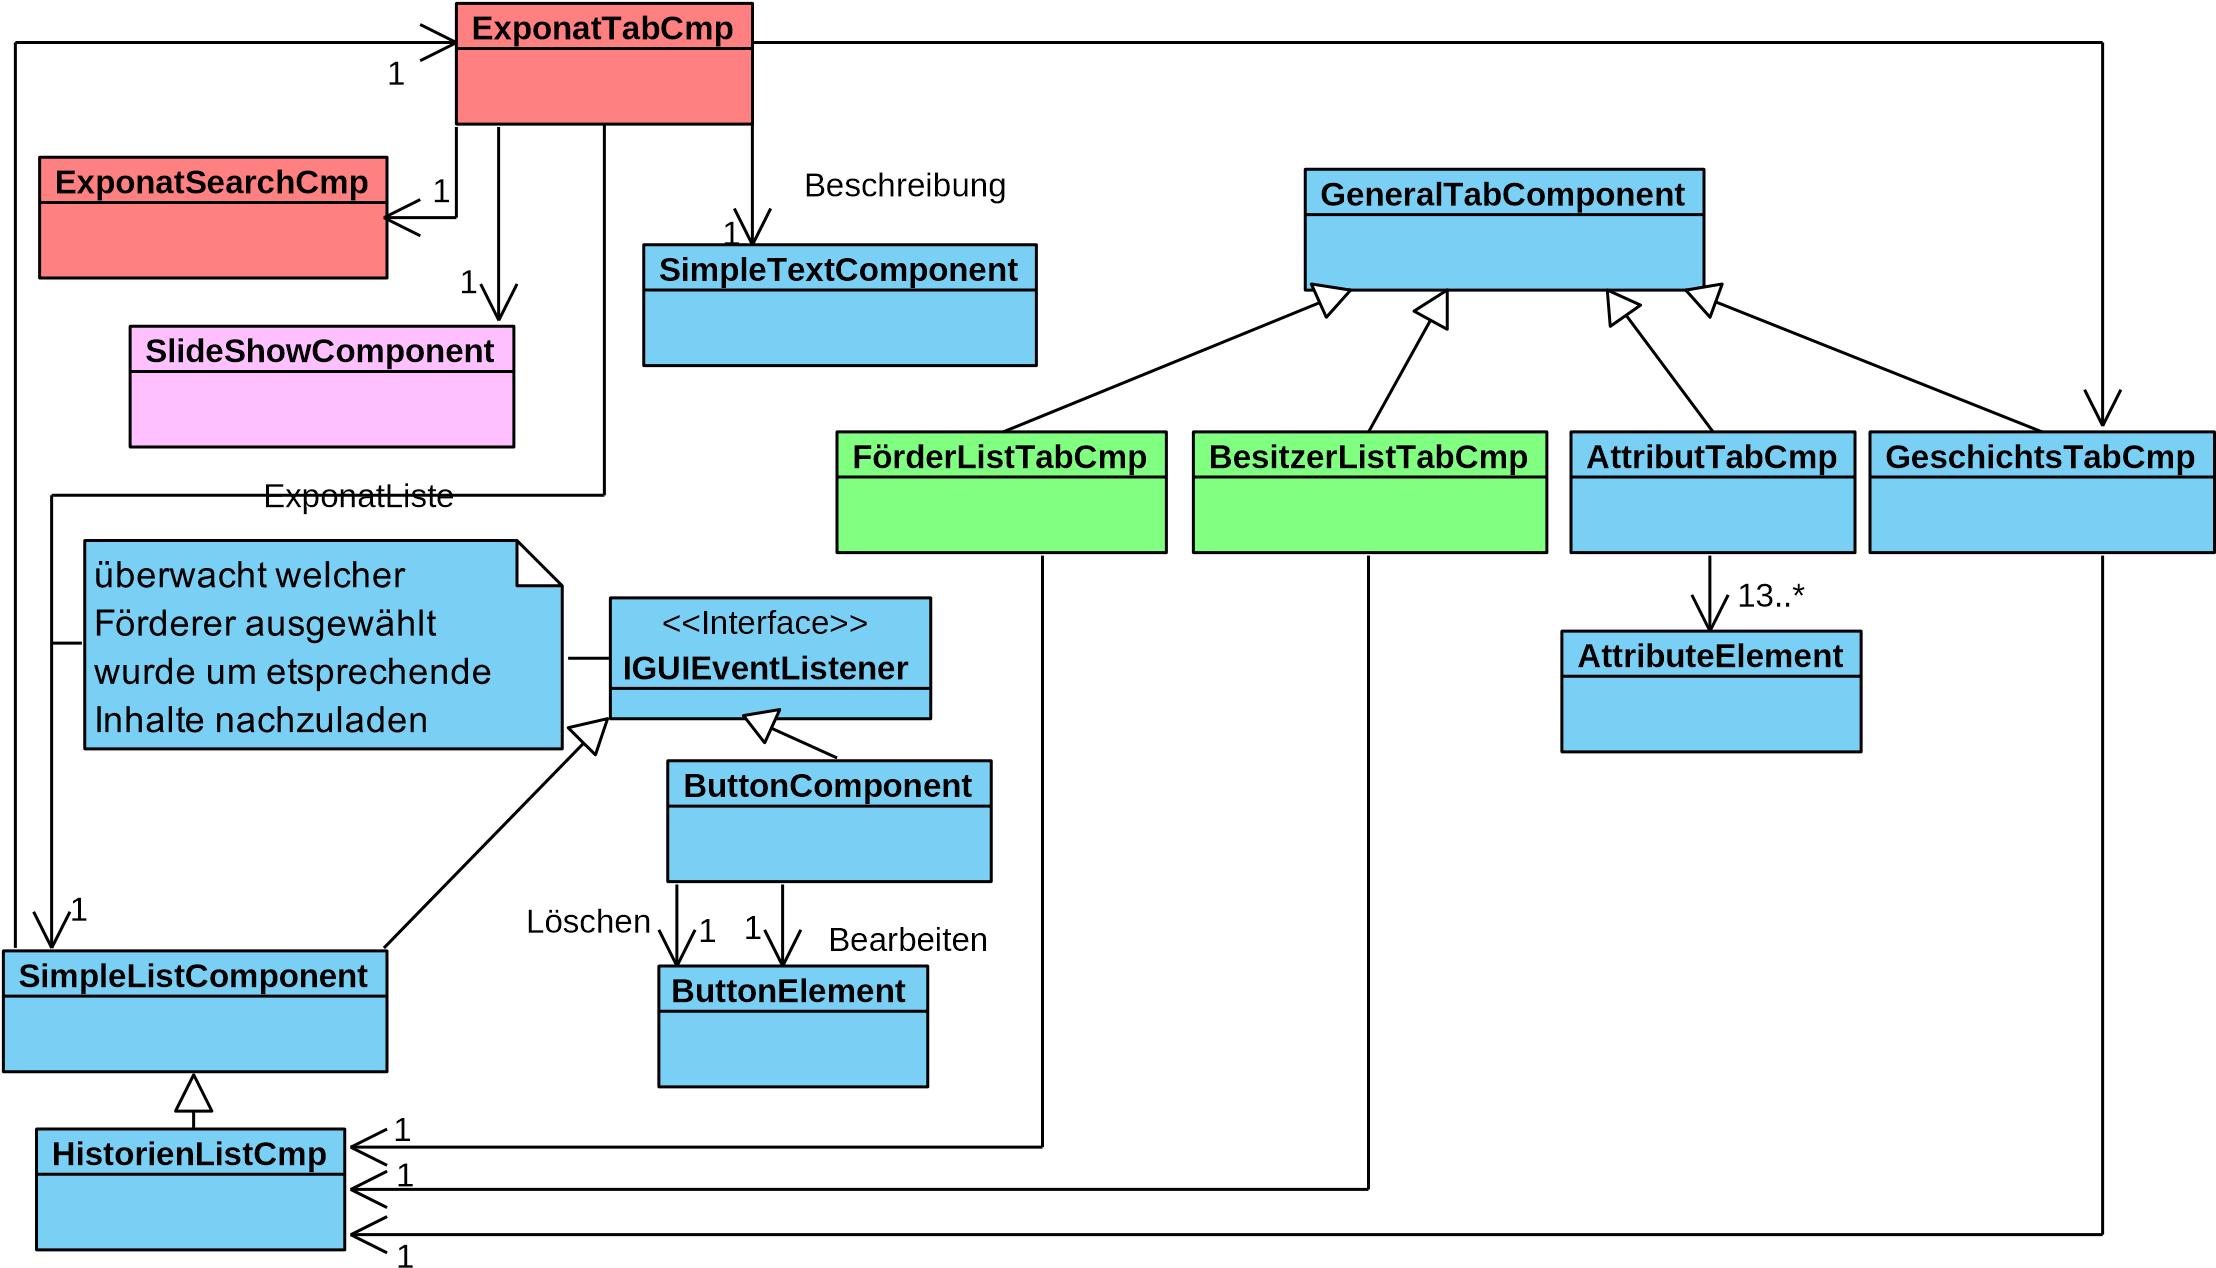 ExponatTabCmp
1
ExponatSearchCmp
1
Beschreibung
GeneralTabComponent
1
SimpleTextComponent
1
SlideShowComponent
FörderListTabCmp
BesitzerListTabCmp
AttributTabCmp
GeschichtsTabCmp
ExponatListe
überwacht welcher
Förderer ausgewählt
wurde um etsprechende
Inhalte nachzuladen
<<Interface>>
IGUIEventListener
13..*
AttributeElement
ButtonComponent
1
Löschen
1
1
Bearbeiten
SimpleListComponent
ButtonElement
1
HistorienListCmp
1
1